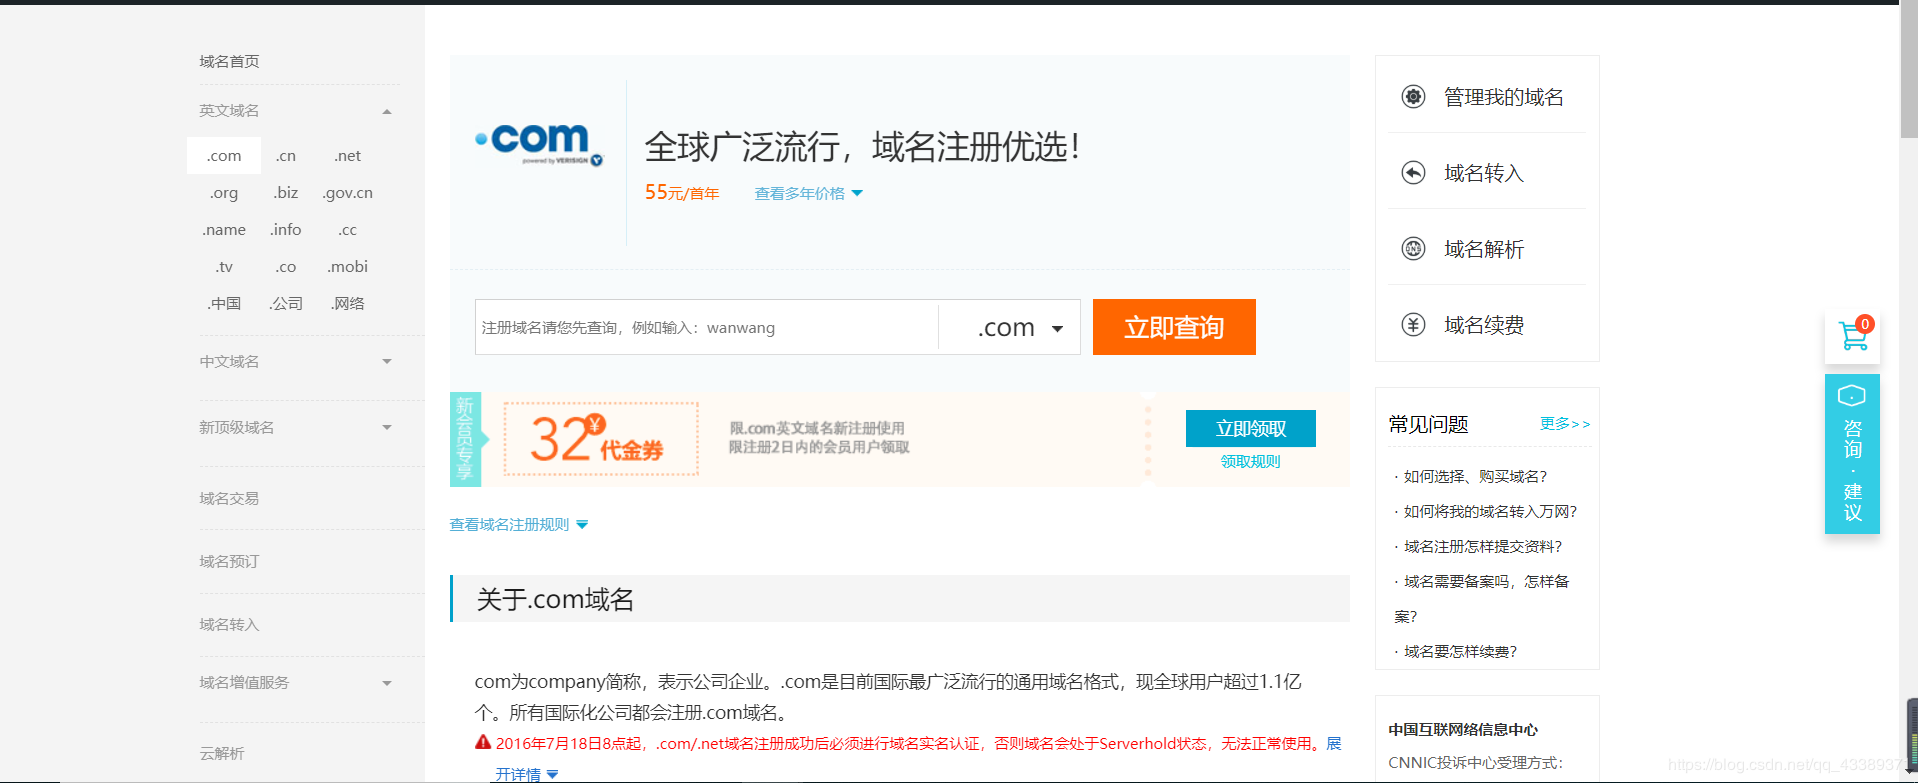 域名首页
英文域名
.com .cn .net
.org .biz .gov.cn
.name .info .cc
.tv .co .mobi
.中国 .公司 .网络
中文域名
新顶级域名
域名交易
域名预订
域名转入
域名增值服务
云解析
.com
powered by VERISIGN
全球广泛流行，域名注册优选！
55元/首年 查看多年价格
注册域名请您先查询，例如输入：wanwang .com 立即查询
新会员专享
32¥代金券
限.com英文域名新注册使用
限注册2日内的会员用户领取
立即领取
领取规则
查看域名注册规则
关于.com域名
com为company简称，表示公司企业。.com是目前国际最广泛流行的通用域名格式，现全球用户超过1.1亿
个。所有国际化公司都会注册.com域名。
2016年7月18日8点起，.com/.net域名注册成功后必须进行域名实名认证，否则域名会处于Serverhold状态，无法正常使用。展
开详情
管理我的域名
域名转入
DNS 域名解析
¥ 域名续费
常见问题 更多>>
· 如何选择、购买域名？
· 如何将我的域名转入万网？
· 域名注册怎样提交资料？
· 域名需要备案吗，怎样备
案？
· 域名要怎样续费？
中国互联网络信息中心
CNNIC投诉中心受理方式：
0
咨询·建议
https://blog.csdn.net/qq_4338937